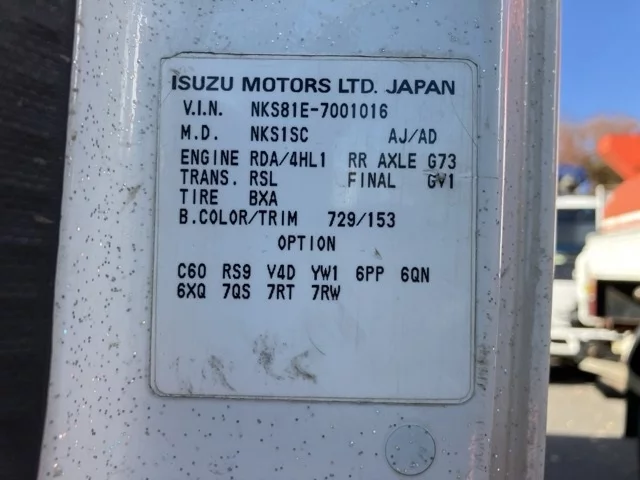 ISUZU MOTORS LTD. JAPAN
V.I.N. NKS81E-7001016
M.D. NKS1SC AJ/AD
ENGINE RDA/4HL1 RR AXLE G73
TRANS. RSL FINAL GV1
TIRE BXA
B.COLOR/TRIM 729/153
OPTION
C60 RS9 V4D YW1 6PP 6QN
6XQ 7QS 7RT 7RW